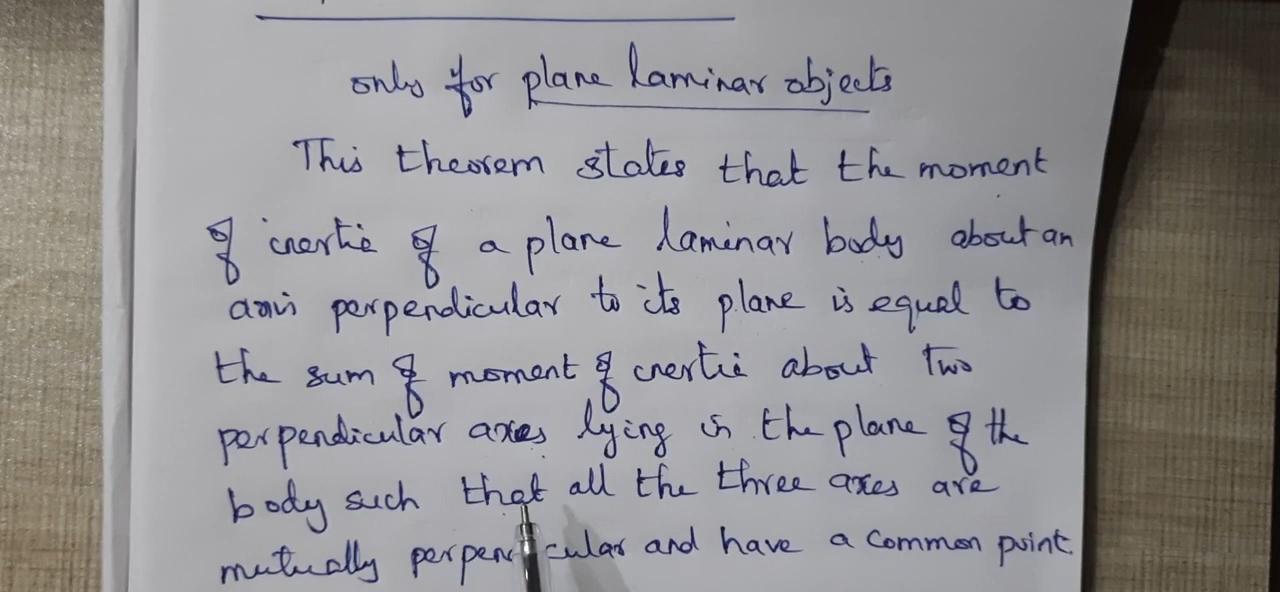 only for plane laminar objects
This theorem states that the moment
of inertia of a plane laminar body about an
axis perpendicular to its plane is equal to
the sum of moment of inertia about two
perpendicular axes lying in the plane of the
body such that all the three axes are
mutually perpendicular and have a common point.